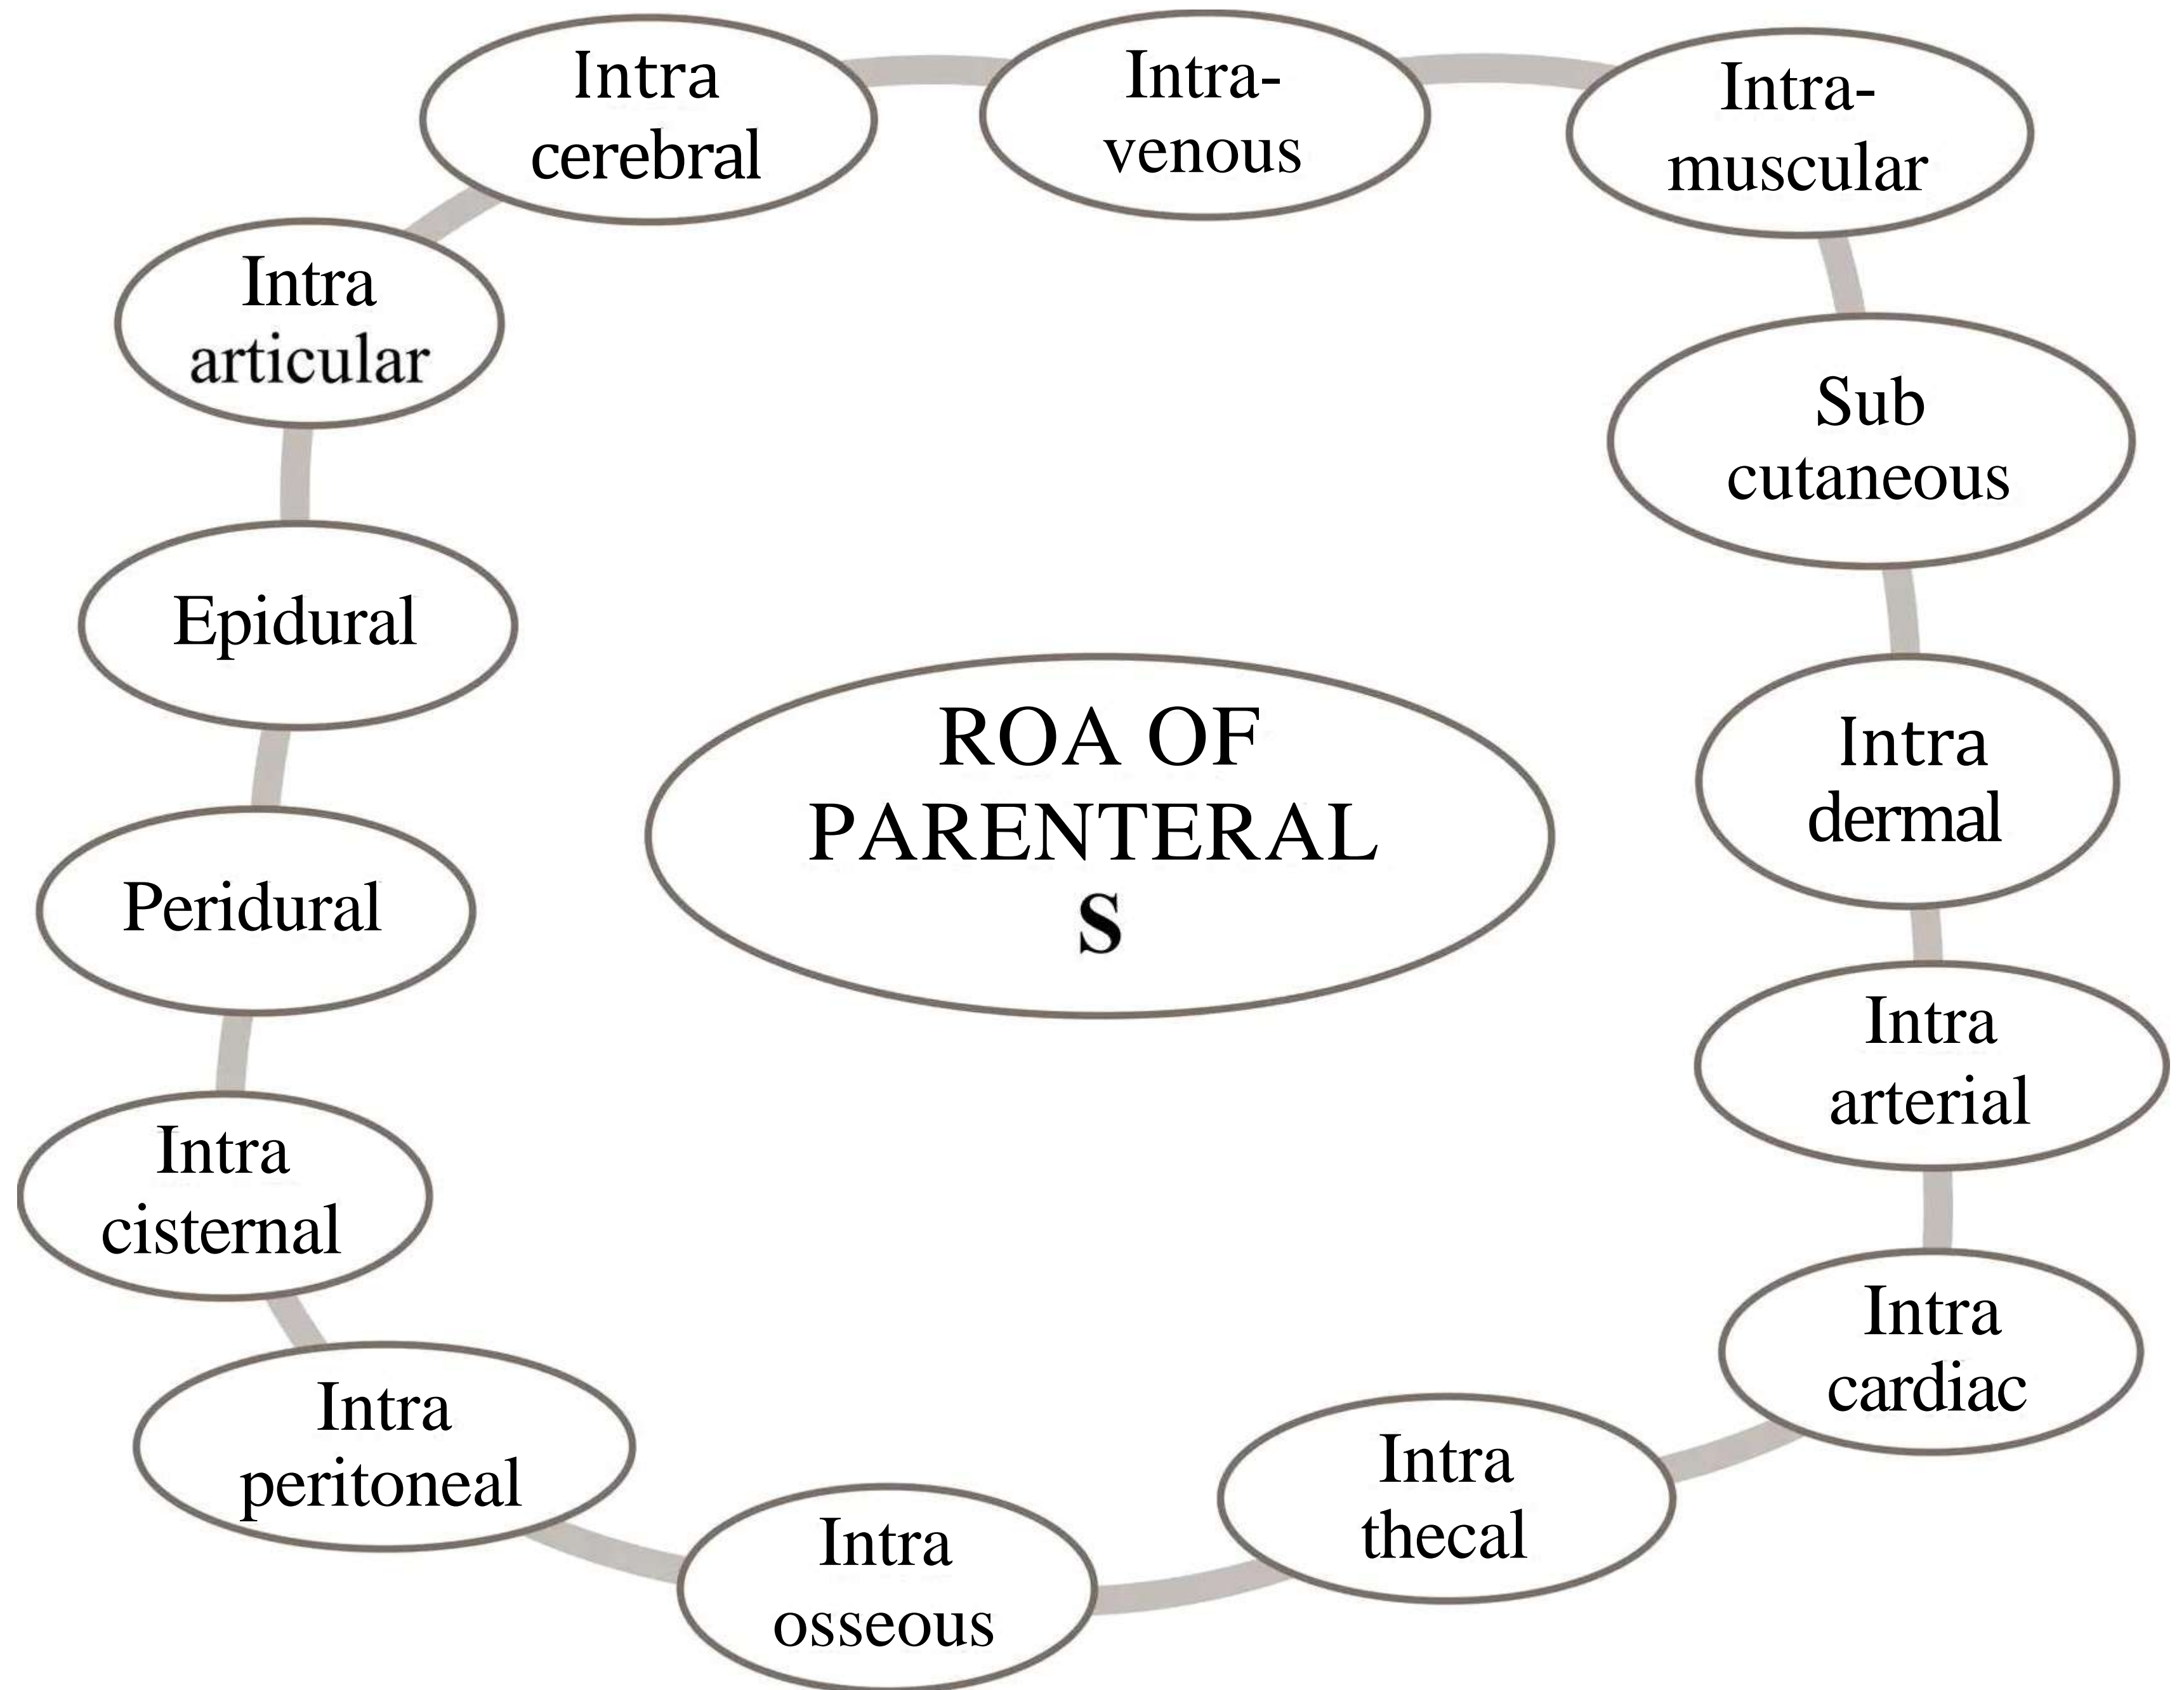 Intra
cerebral
Intra-
venous
Intra-
muscular
Sub
cutaneous
Intra
dermal
Intra
arterial
Intra
cardiac
Intra
thecal
Intra
osseous
Intra
peritoneal
Intra
cisternal
Peridural
Epidural
Intra
articular
ROA OF
PARENTERAL
S